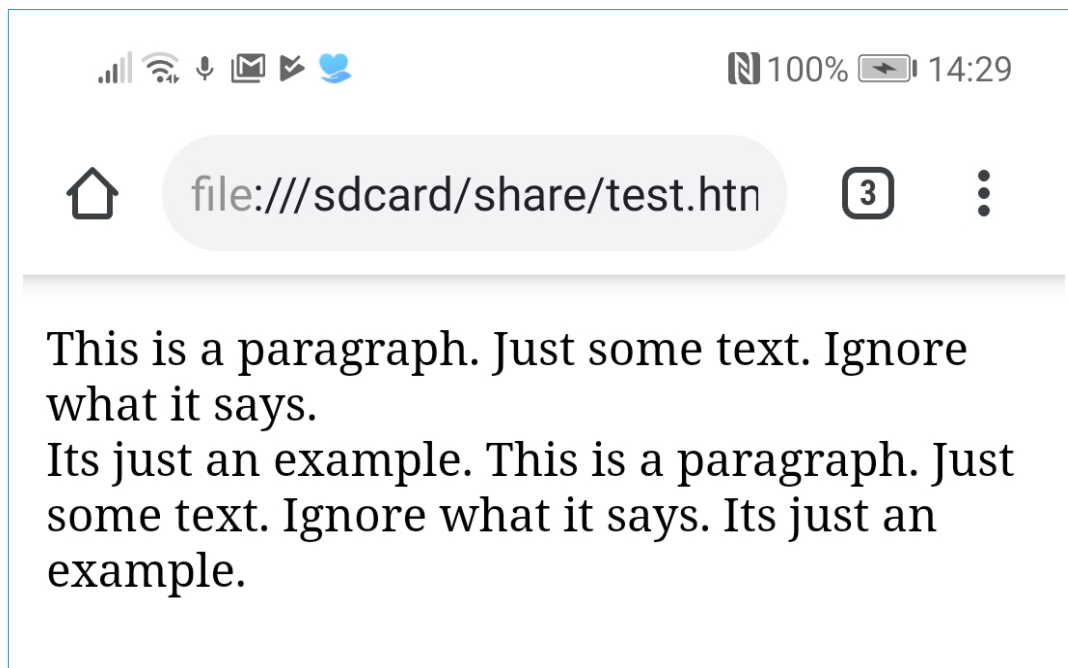 100% 14:29
file:///sdcard/share/test.htm
3
This is a paragraph. Just some text. Ignore
what it says.
Its just an example. This is a paragraph. Just
some text. Ignore what it says. Its just an
example.